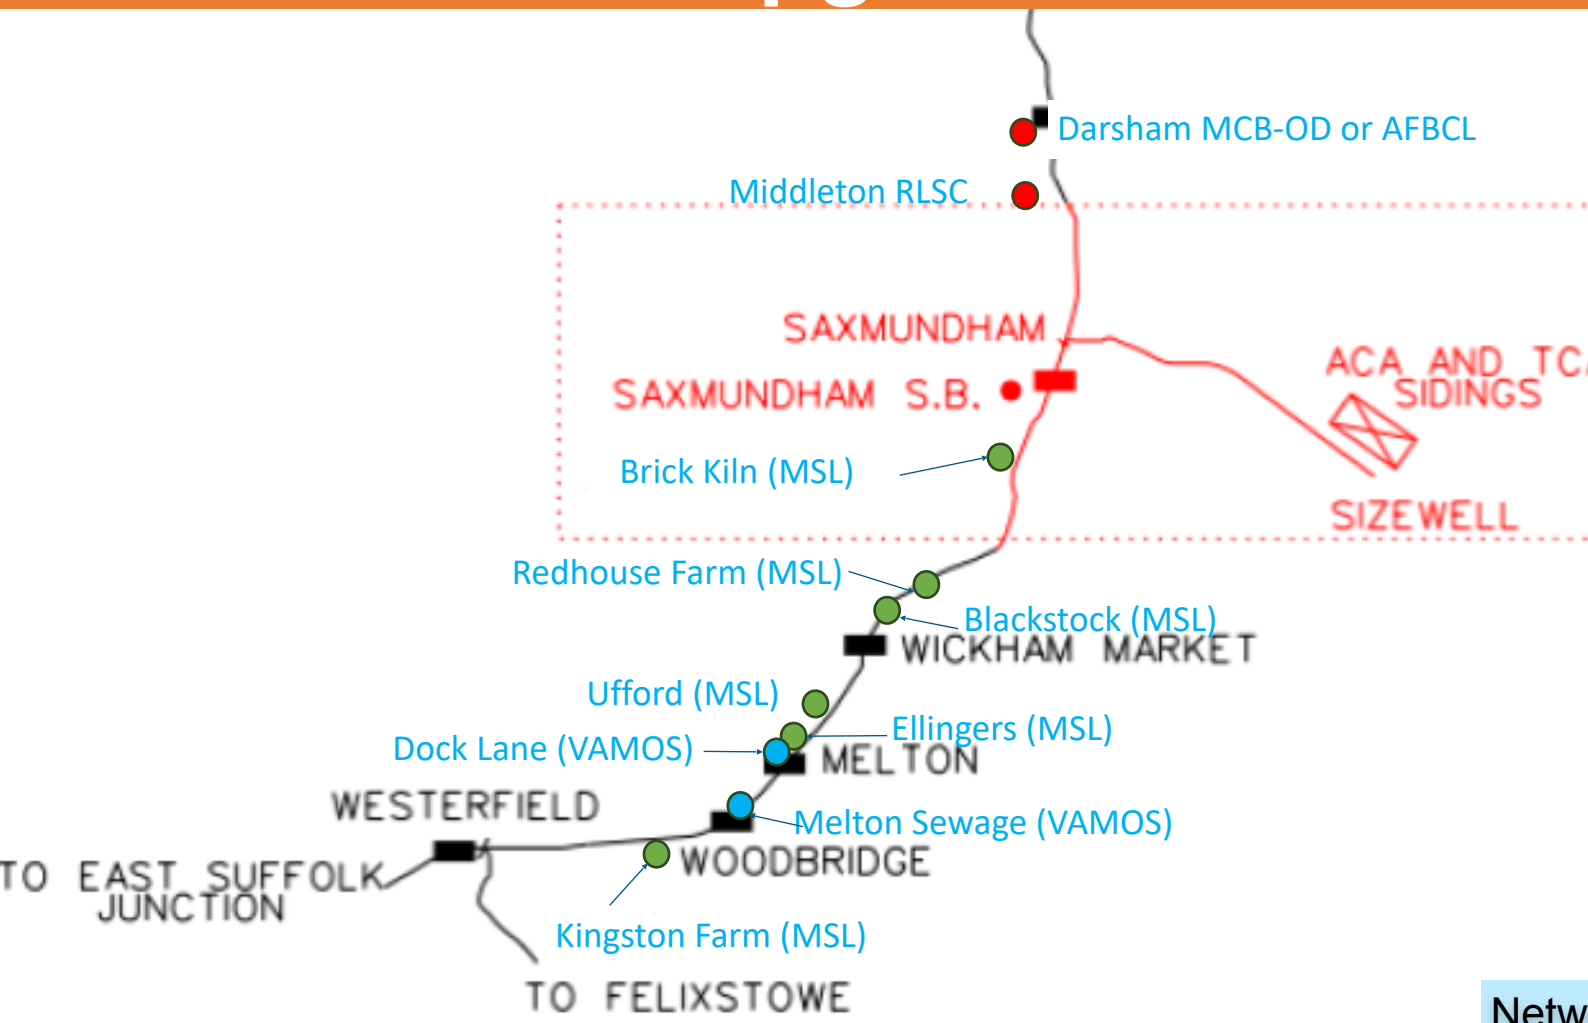 Darsham MCB-OD or AFBCL
Middleton RLSC
SAXMUNDHAM
ACA AND
SIDINGS
SAXMUNDHAM S.B.
Brick Kiln (MSL)
SIZEWELL
Redhouse Farm (MSL)
Blackstock (MSL)
WICKHAM MARKET
Ufford (MSL)
Ellingers (MSL)
Dock Lane (VAMOS)
MELTON
WESTERFIELD
Melton Sewage (VAMOS)
WOODBRIDGE
TO EAST SUFFOLK
JUNCTION
Kingston Farm (MSL)
TO FELIXSTOWE